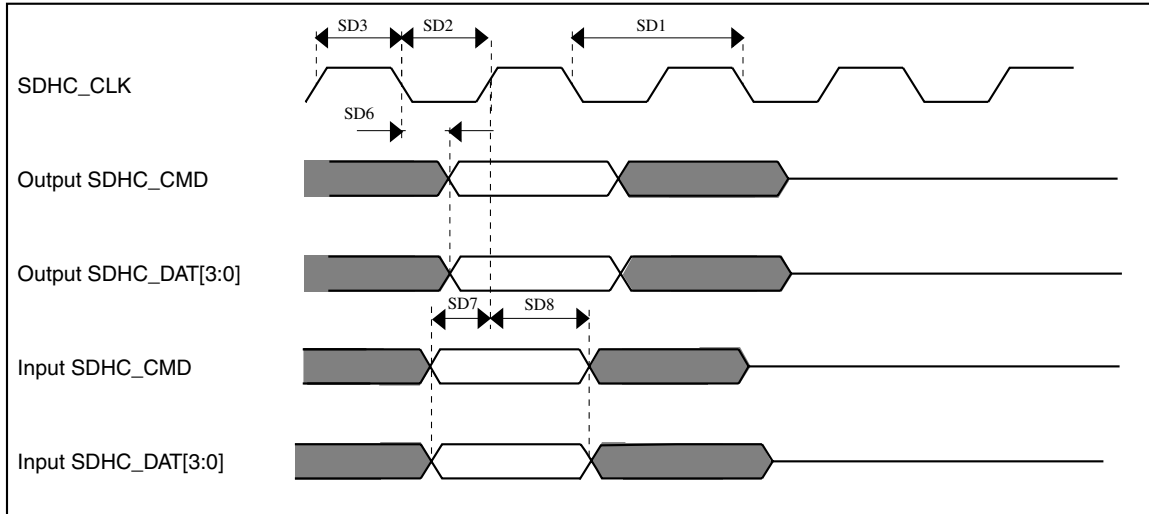 SD3
SD2
SD1
SDHC_CLK
SD6
Output SDHC_CMD
Output SDHC_DAT[3:0]
SD7
SD8
Input SDHC_CMD
Input SDHC_DAT[3:0]